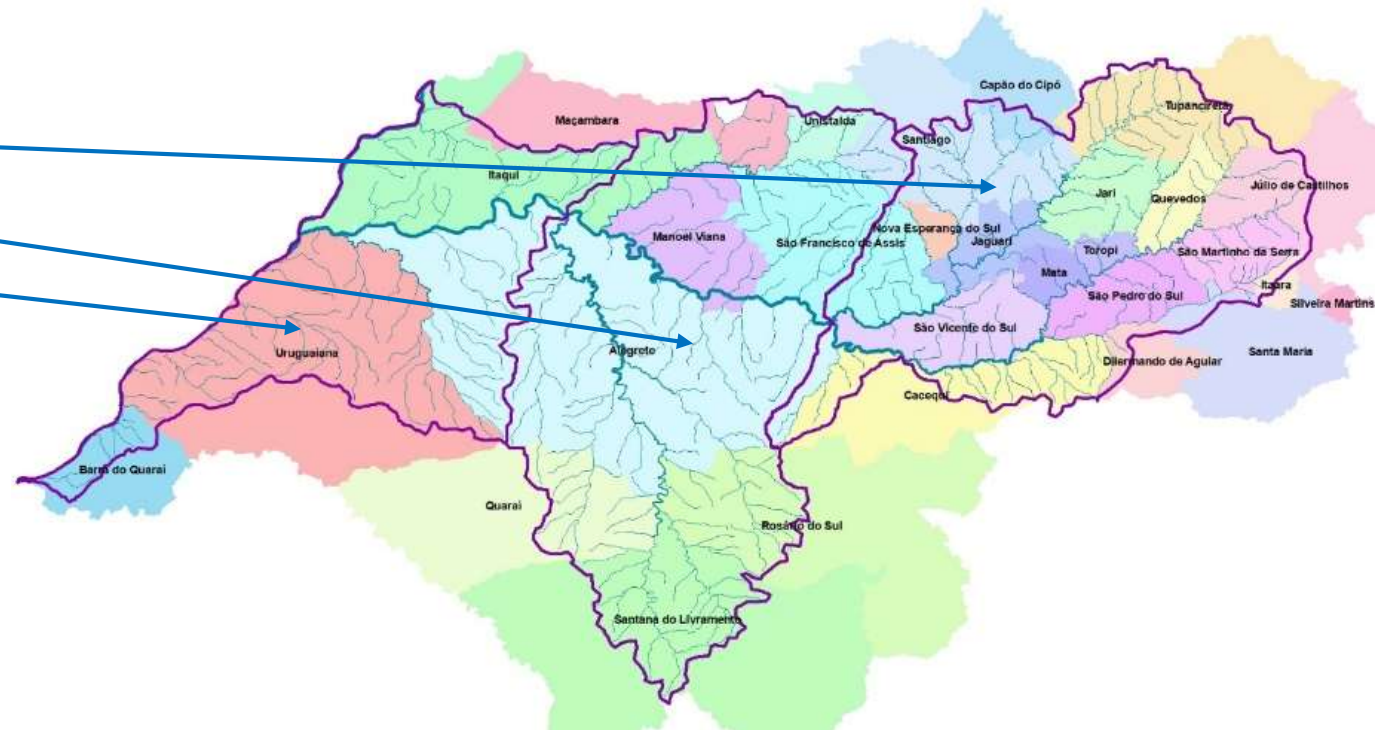 Capão do Cipó
Tupanciretã
Maçambara
Unistalda
Santiago
Itaqui
Jari
Quevedos
Júlio de Castilhos
Manoel Viana
São Francisco de Assis
Nova Esperança do Sul
Jaguari
Toropi
São Martinho da Serra
Mata
Itaara
São Pedro do Sul
Silveira Martins
São Vicente do Sul
Uruguaiana
Alegrete
Dilermando de Aguiar
Santa Maria
Cacequi
Barra do Quaraí
Quaraí
Rosário do Sul
Santana do Livramento